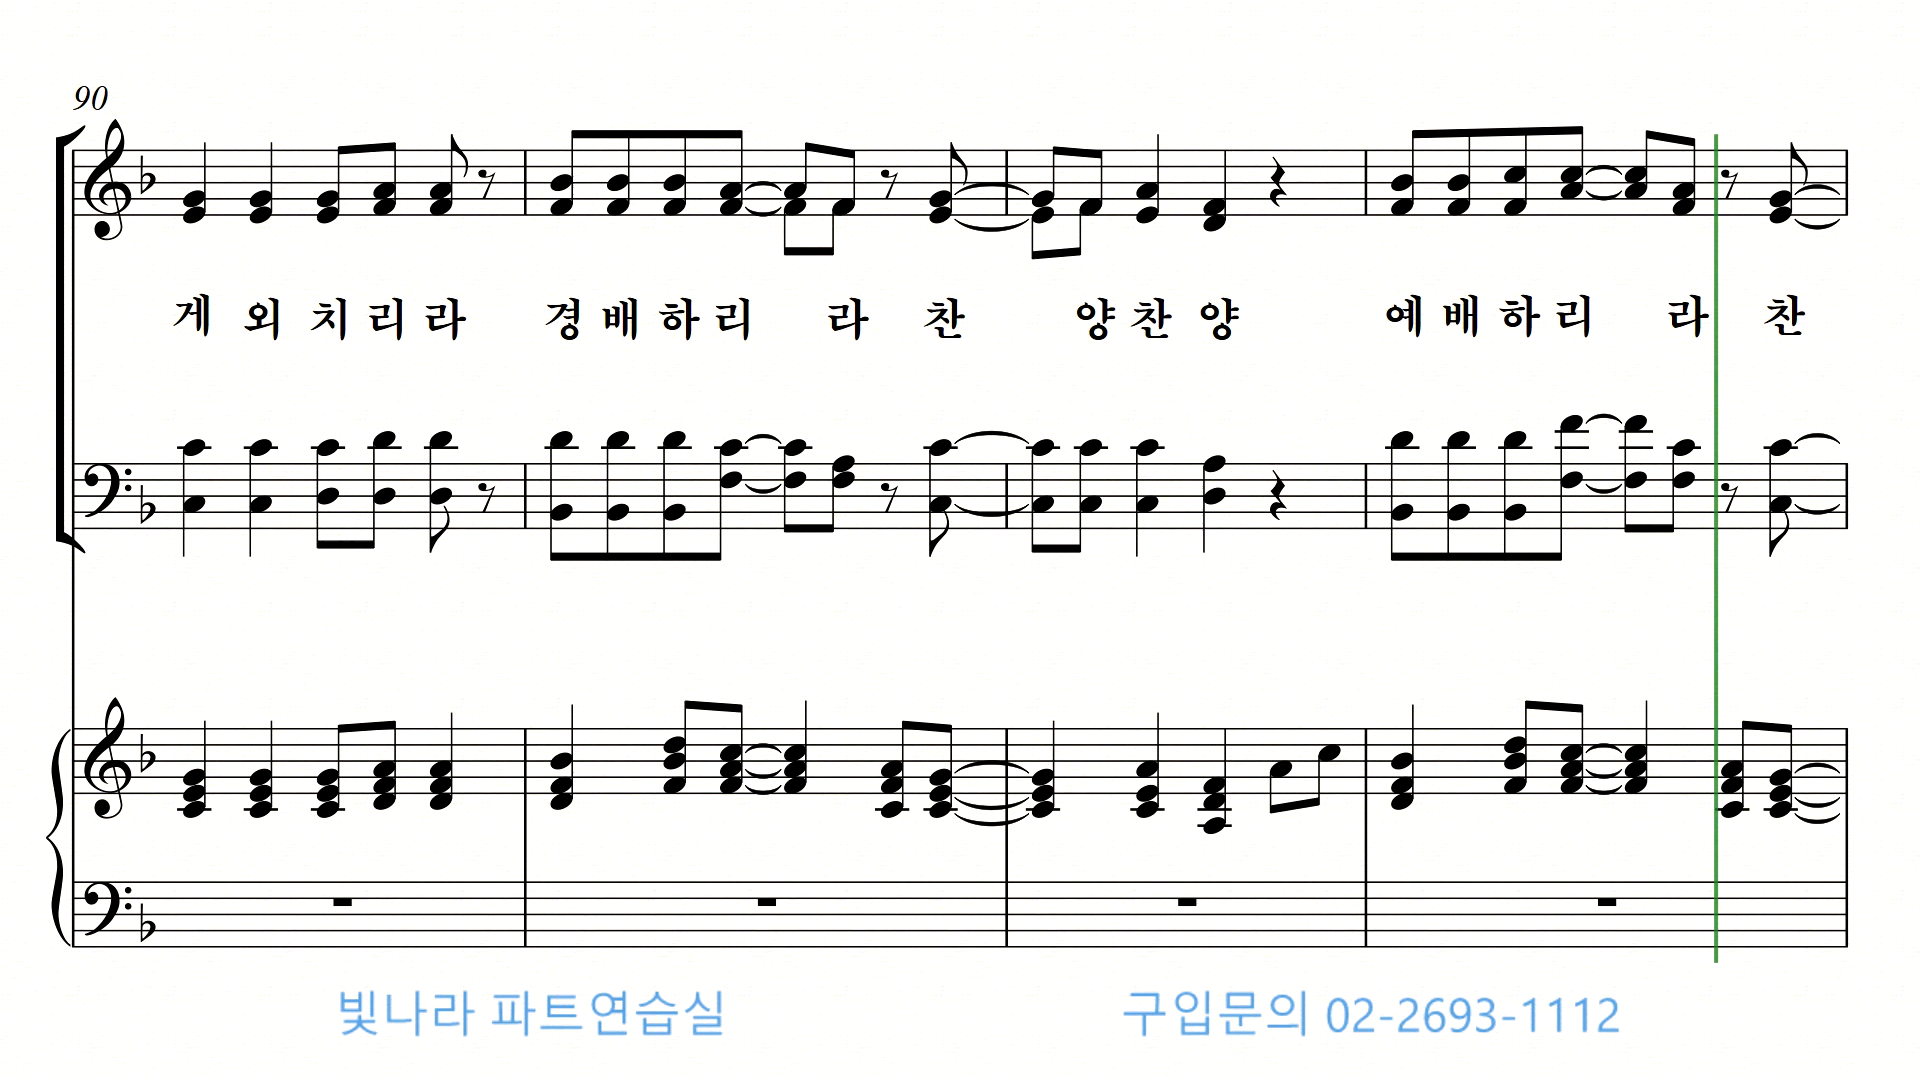 90
게 외 치 리 라 경 배 하 리 라 찬 양 찬 양 예 배 하 리 라 찬
빛나라 파트연습실 구입문의 02-2693-1112